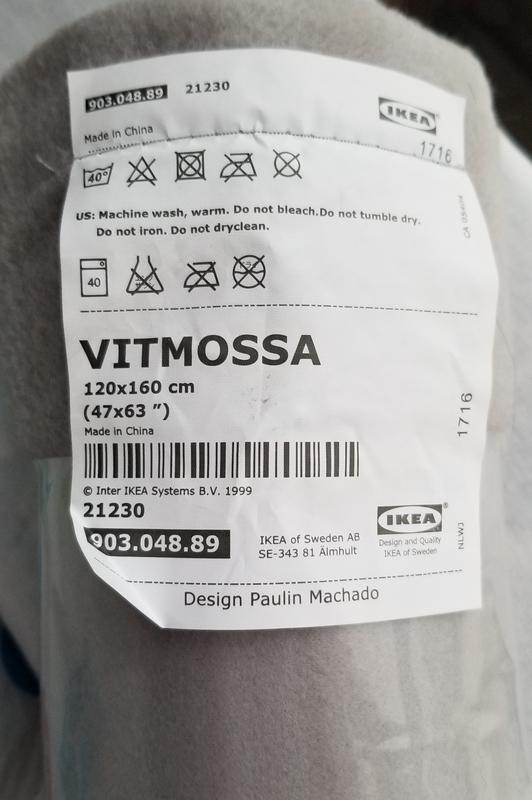 903.048.89 21230
IKEA
Made in China
1716
40°
CA 05404
US: Machine wash, warm. Do not bleach.Do not tumble dry.
Do not iron. Do not dryclean.
40
VITMOSSA
120x160 cm
(47x63 ”)
Made in China
1716
© Inter IKEA Systems B.V. 1999
21230
IKEA®
903.048.89
IKEA of Sweden AB
SE-343 81 Älmhult
Design and Quality
IKEA of Sweden
Design Paulin Machado